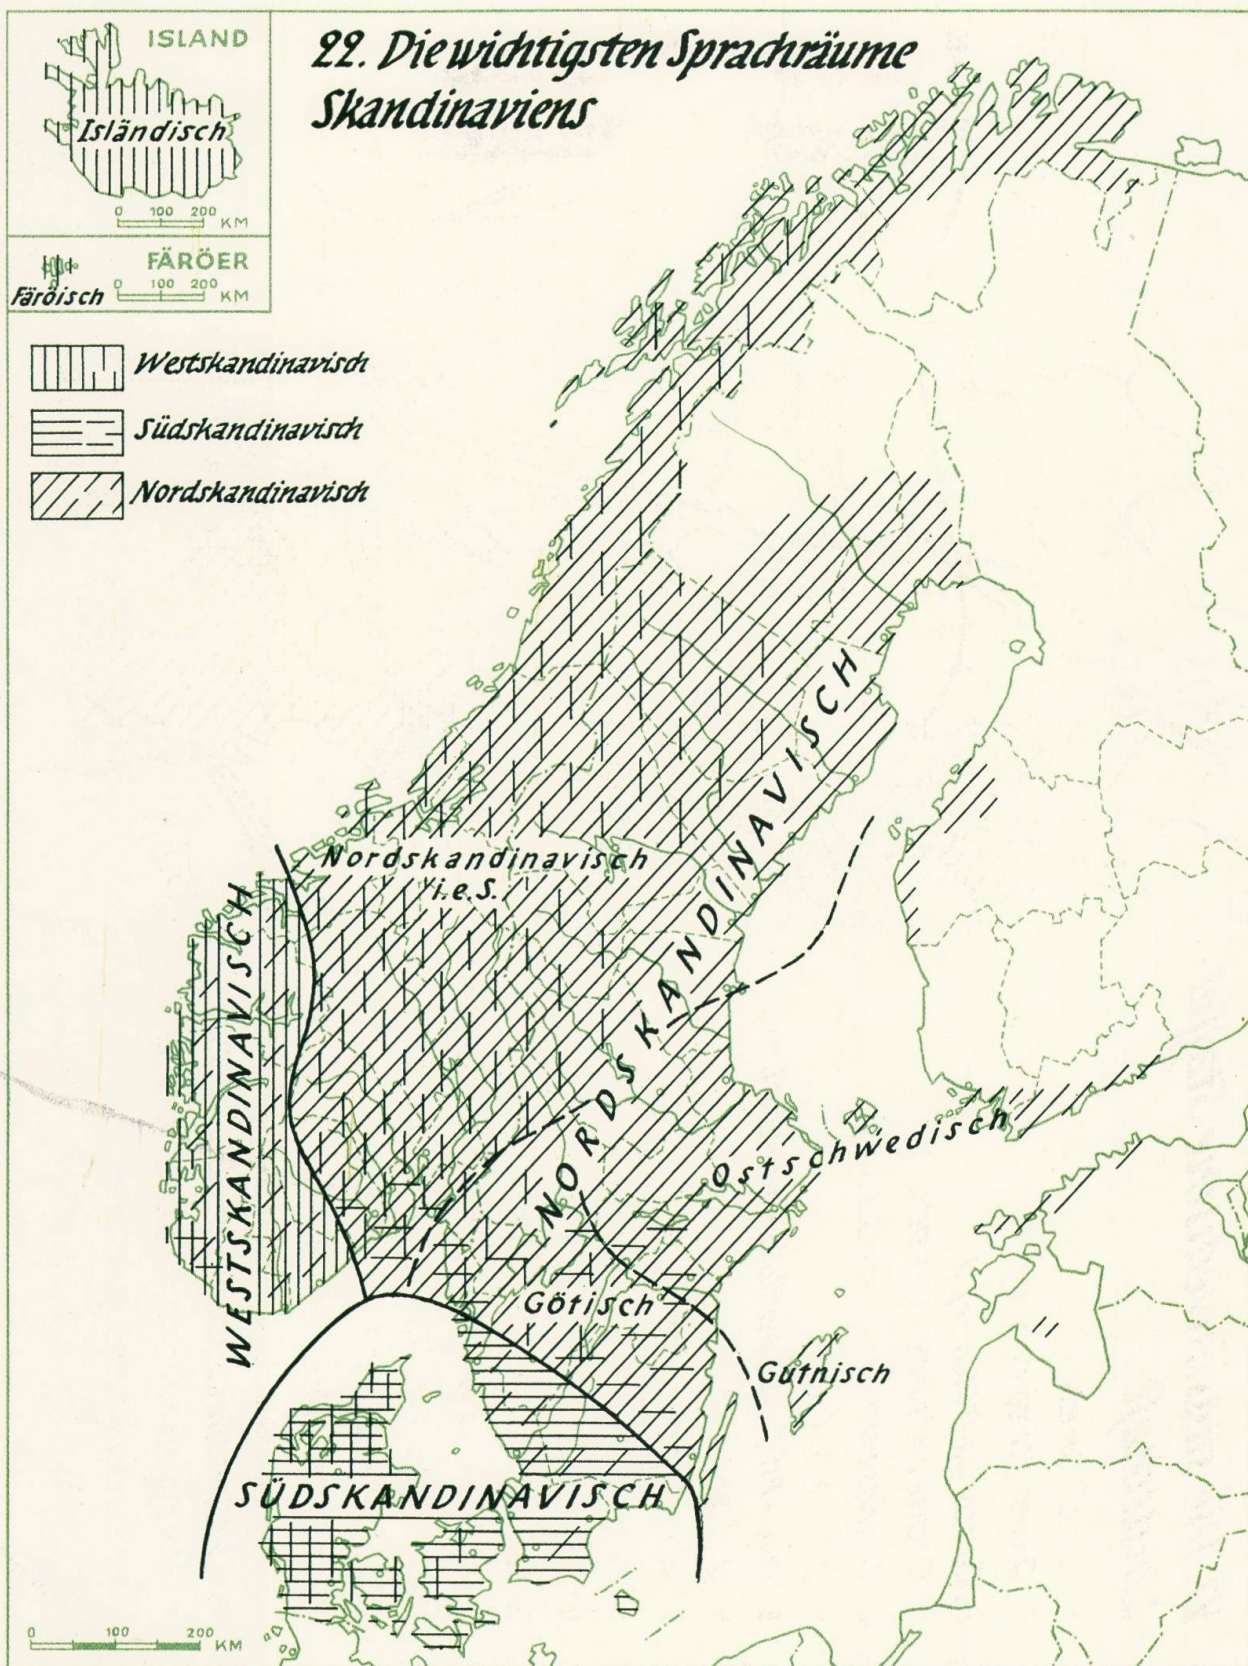 22. Die wichtigsten Sprachräume
Skandinaviens
ISLAND
Isländisch
0 100 200 KM
FÄRÖER
Färöisch
0 100 200 KM
Westskandinavisch
Südskandinavisch
Nordskandinavisch
Nordskandinavisch
i.e.S.
NORDSKANDINAVISCH
WESTSKANDINAVISCH
Ostschwedisch
Götisch
Gutnisch
SÜDSKANDINAVISCH
0 100 200 KM